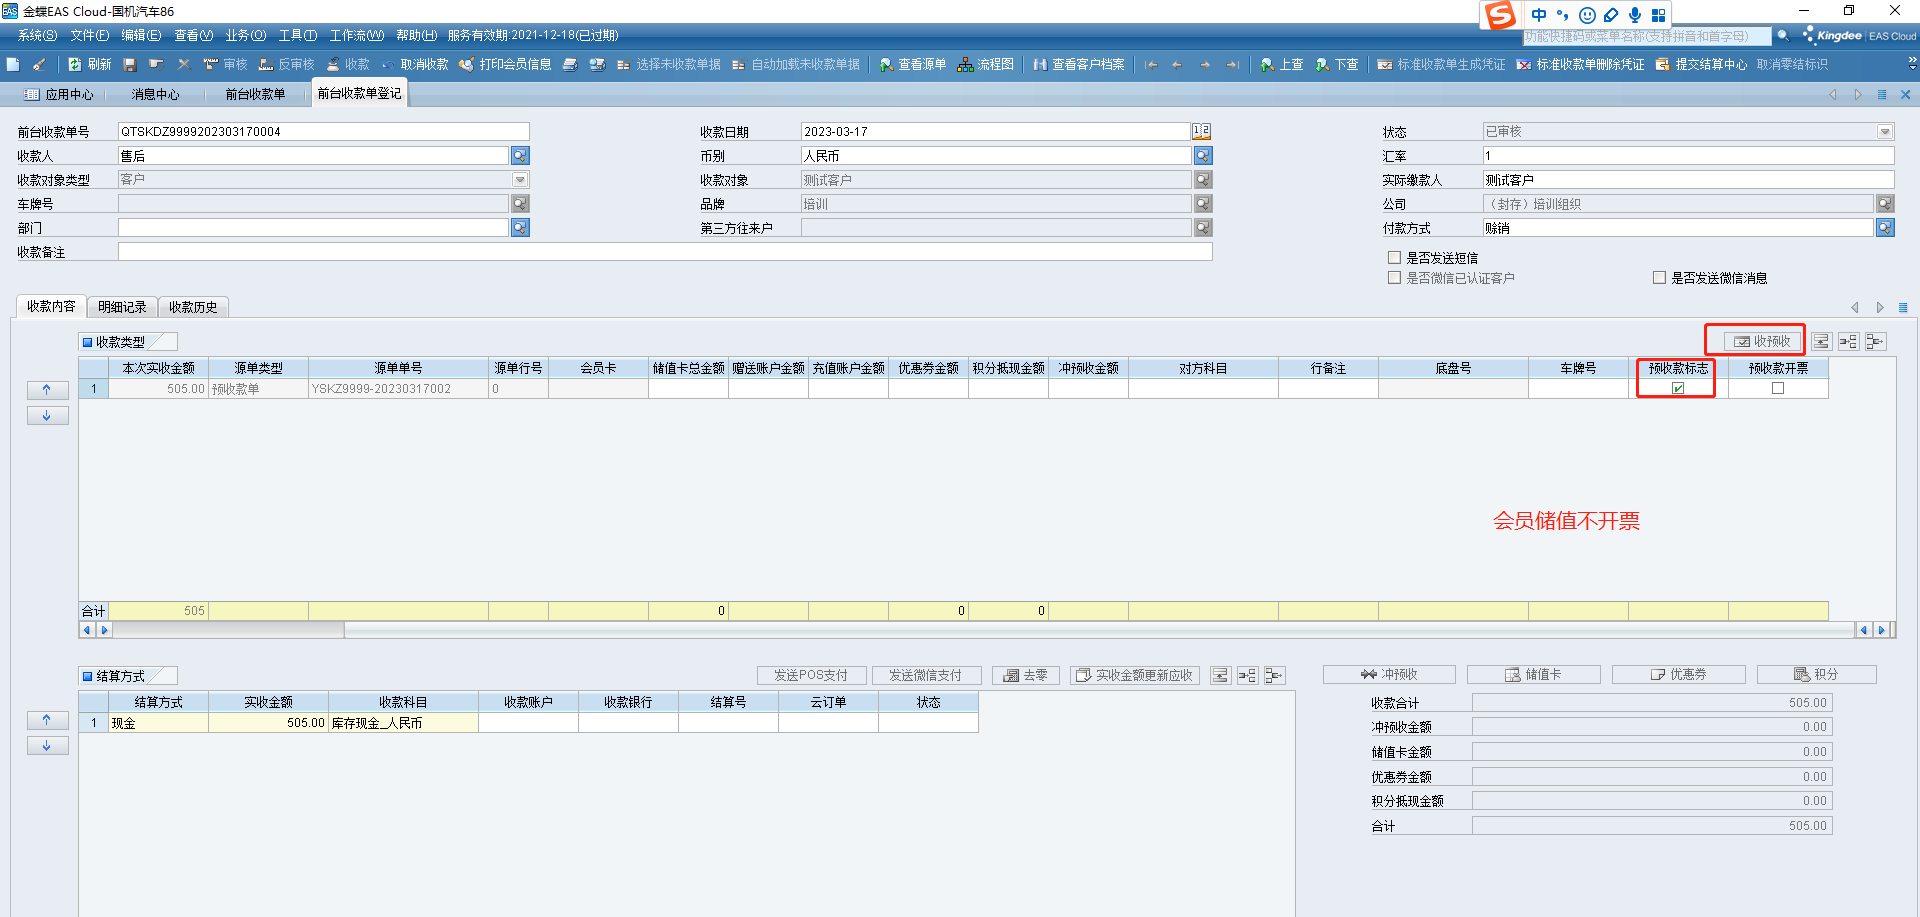 金蝶EAS Cloud-国机汽车86
中
系统(S) 文件(F) 编辑(E) 查看(V) 业务(O) 工具(T) 工作流(W) 帮助(H) 服务有效期:2021-12-18(已过期)
功能快捷码或菜单名称(支持拼音和首字母)
Kingdee EAS Cloud
刷新 审核 反审核 收款 取消收款 打印会员信息 选择未收款单据 自动加载未收款单据 查看源单 流程图 查看客户档案 上查 下查 标准收款单生成凭证 标准收款单删除凭证 提交结算中心 取消零结标识
应用中心 消息中心 前台收款单 前台收款单登记
前台收款单号 QTSKDZ9999202303170004 收款日期 2023-03-17 状态 已审核
收款人 售后 币别 人民币 汇率 1
收款对象类型 客户 收款对象 测试客户 实际缴款人 测试客户
车牌号 品牌 培训 公司 （封存）培训组织
部门 第三方往来户 付款方式 赊销
收款备注
是否发送短信
是否微信已认证客户 是否发送微信消息
收款内容 明细记录 收款历史
收款类型 收预收
本次实收金额 源单类型 源单单号 源单行号 会员卡 储值卡总金额 赠送账户金额 充值账户金额 优惠券金额 积分抵现金额 冲预收金额 对方科目 行备注 底盘号 车牌号 预收款标志 预收款开票
1 505.00 预收款单 YSKZ9999-20230317002 0
会员储值不开票
合计 505 0 0 0
结算方式 发送POS支付 发送微信支付 去零 实收金额更新应收 冲预收 储值卡 优惠券 积分
结算方式 实收金额 收款科目 收款账户 收款银行 结算号 云订单 状态
1 现金 505.00 库存现金_人民币
收款合计 505.00
冲预收金额 0.00
储值卡金额 0.00
优惠券金额 0.00
积分抵现金额 0.00
合计 505.00